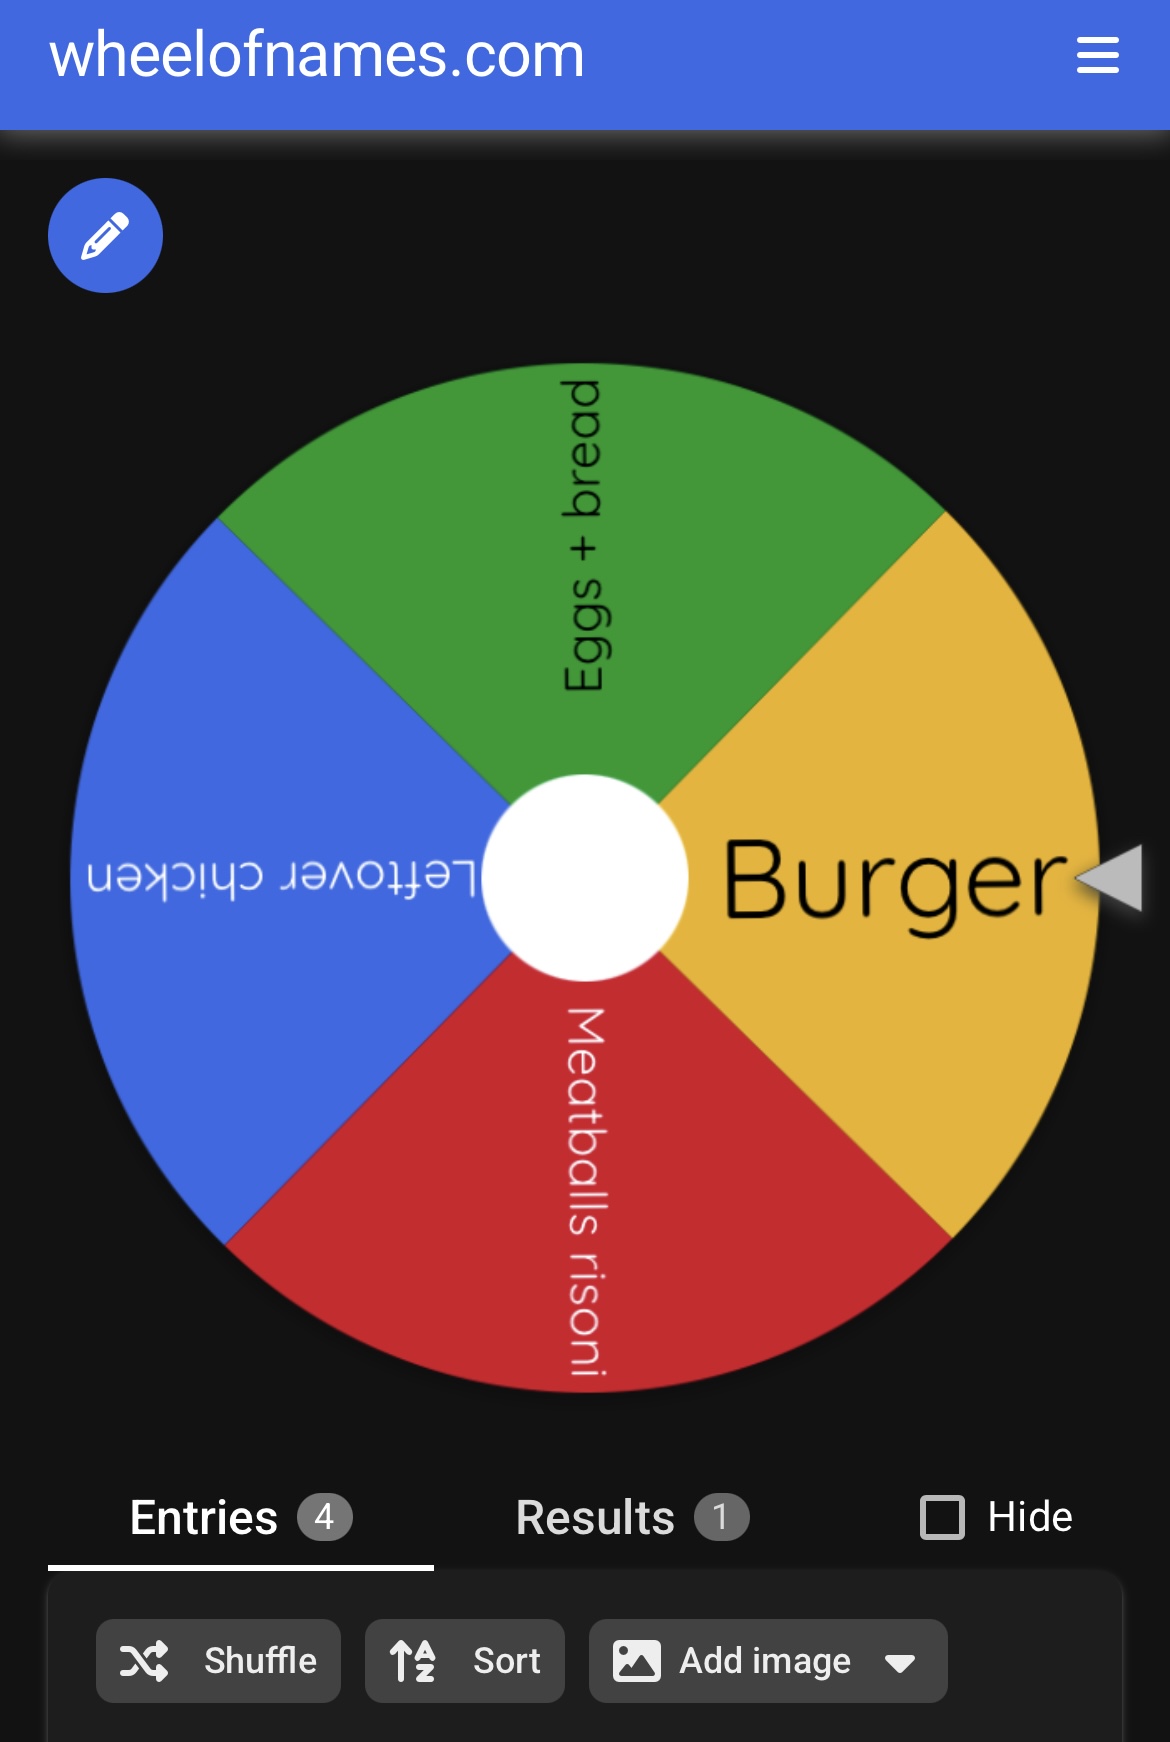 wheelofnames.com
Eggs + bread
Leftover chicken
Burger
Meatballs risoni
Entries 4 Results 1 Hide
Shuffle Sort Add image